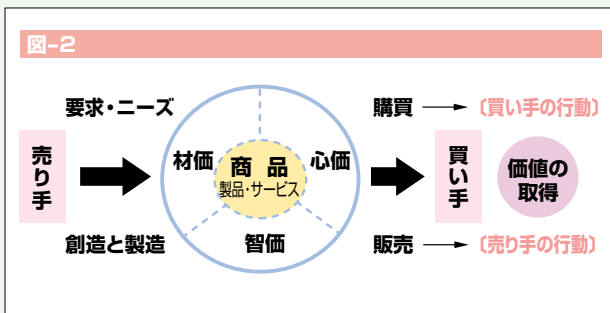 図-2
要求・ニーズ
売り手
創造と製造
材価
商品
製品・サービス
心価
智価
購買 → 〔買い手の行動〕
買い手
価値の
取得
販売 → 〔売り手の行動〕